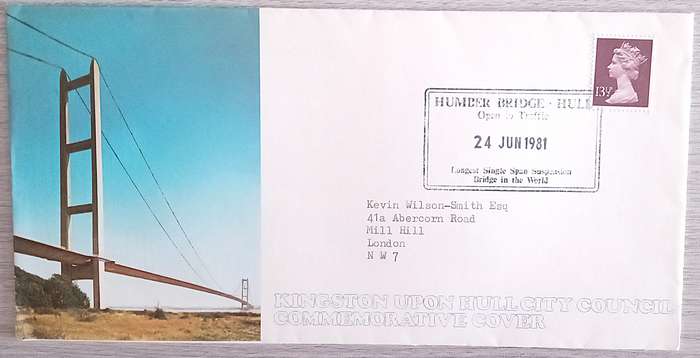 13½P
HUMBER BRIDGE · HULL
Open to Traffic
24 JUN 1981
Longest Single Span Suspension
Bridge in the World
Kevin Wilson-Smith Esq
41a Abercorn Road
Mill Hill
London
N W 7
KINGSTON UPON HULL CITY COUNCIL
COMMEMORATIVE COVER